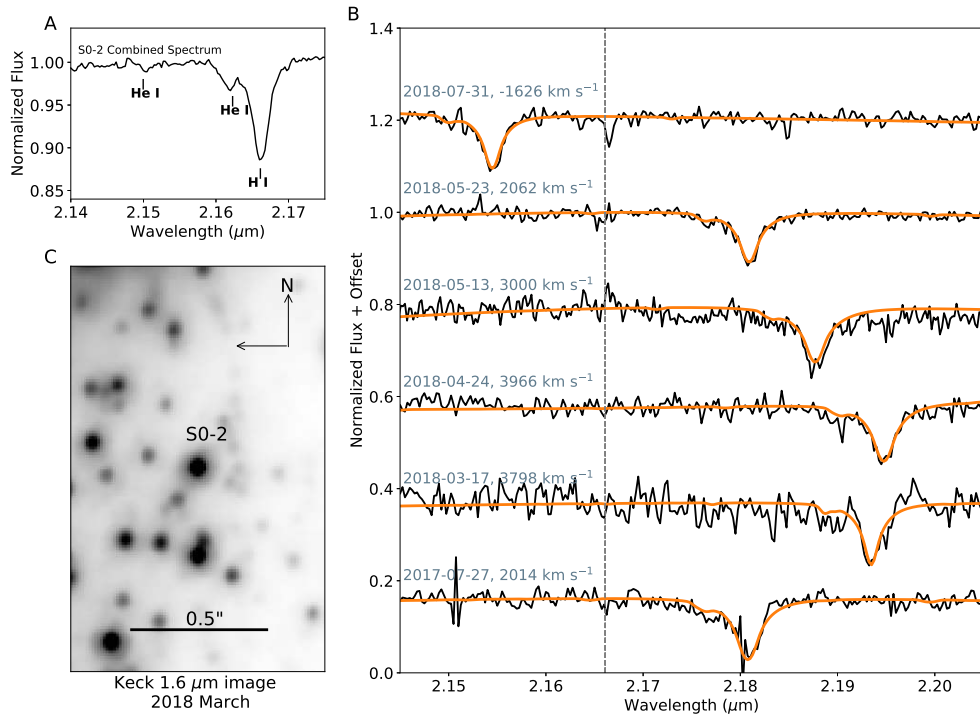 A
S0-2 Combined Spectrum
He I
He I
H I
Normalized Flux
1.00
0.95
0.90
0.85
2.14
2.15
2.16
2.17
Wavelength (μm)
C
N
S0-2
0.5"
Keck 1.6 μm image
2018 March
B
2018-07-31, -1626 km s⁻¹
2018-05-23, 2062 km s⁻¹
2018-05-13, 3000 km s⁻¹
2018-04-24, 3966 km s⁻¹
2018-03-17, 3798 km s⁻¹
2017-07-27, 2014 km s⁻¹
Normalized Flux + Offset
1.4
1.2
1.0
0.8
0.6
0.4
0.2
0.0
2.15
2.16
2.17
2.18
2.19
2.20
Wavelength (μm)